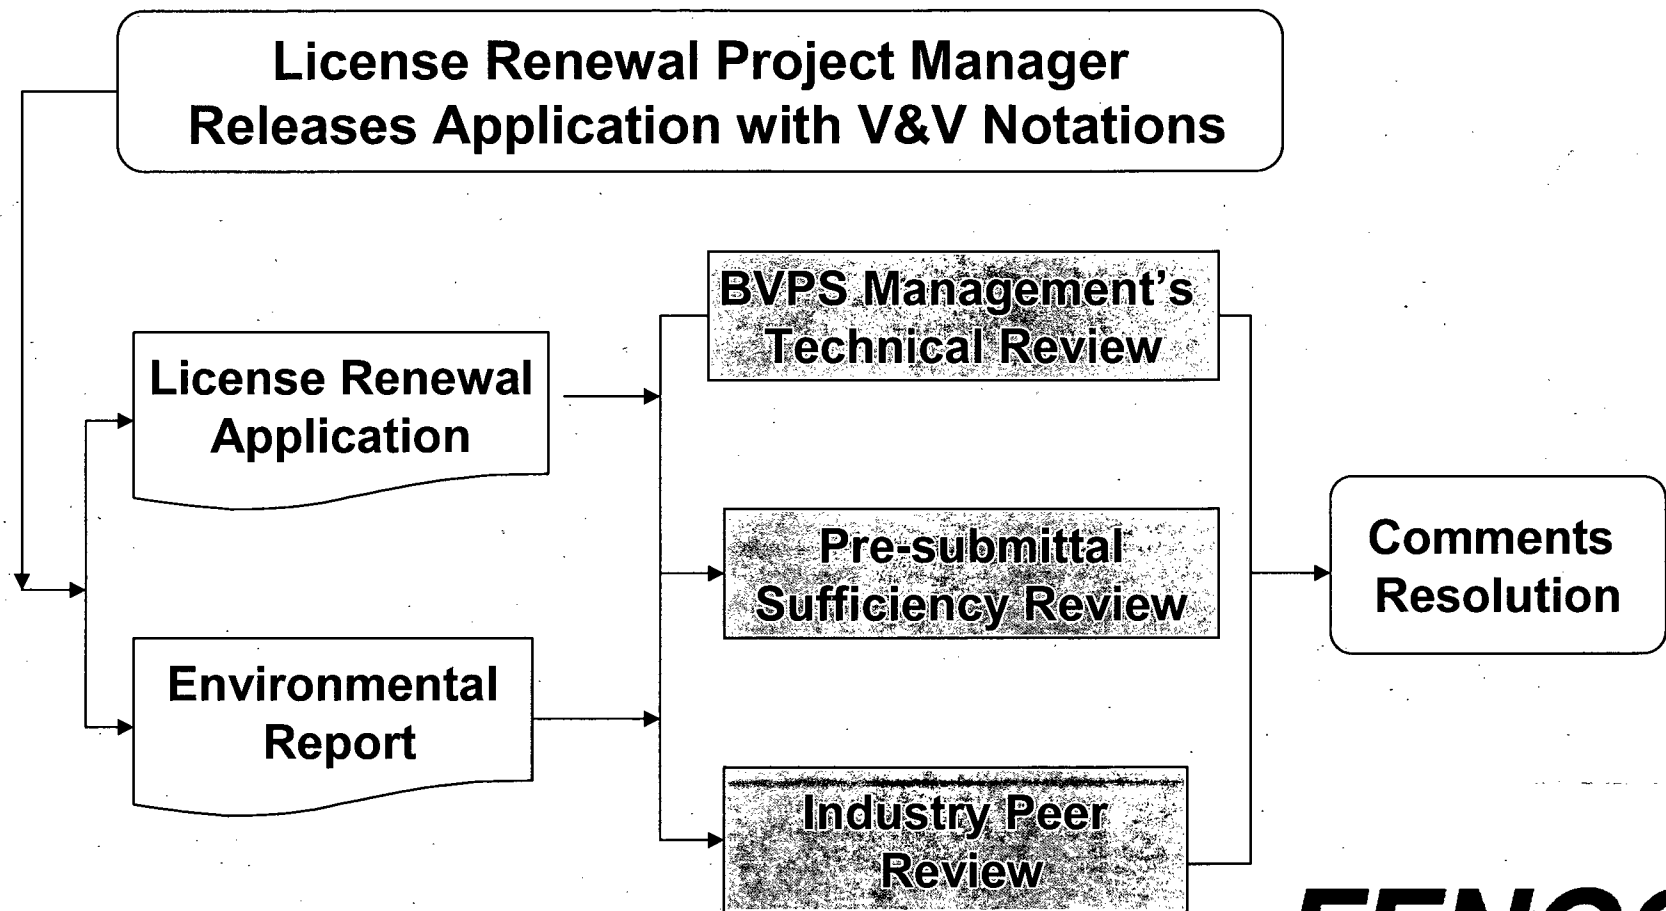 License Renewal Project Manager
Releases Application with V&V Notations
BVPS Management's
Technical Review
License Renewal
Application
Pre-submittal
Sufficiency Review
Comments
Resolution
Environmental
Report
Industry Peer
Review